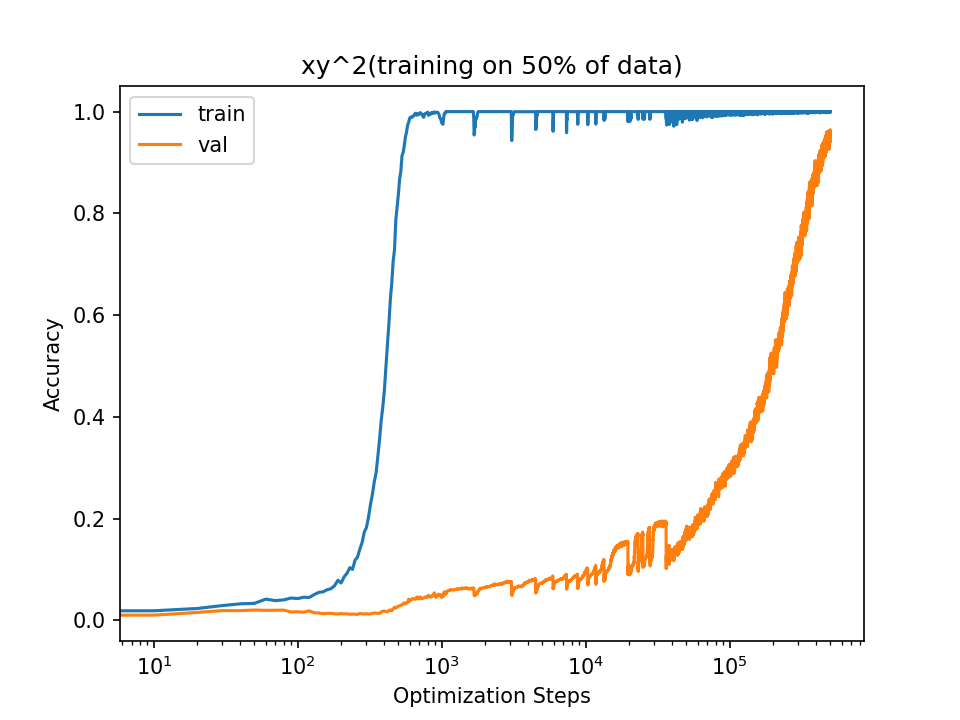 xy^2(training on 50% of data)
train
val
Accuracy
1.0
0.8
0.6
0.4
0.2
0.0
10^1
10^2
10^3
10^4
10^5
Optimization Steps